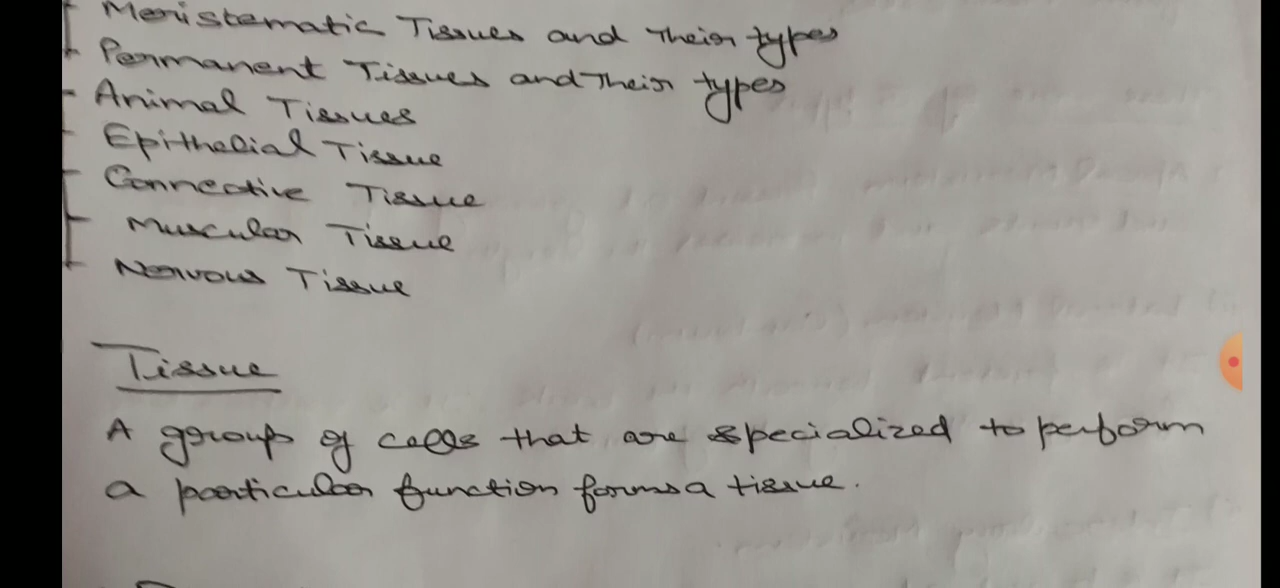 Meristematic Tissues and Their types
Permanent Tissues and Their types
Animal Tissues
Epithelial Tissue
Connective Tissue
Muscular Tissue
Nervous Tissue
Tissue
A group of cells that are specialized to perform
a particular function forms a tissue.